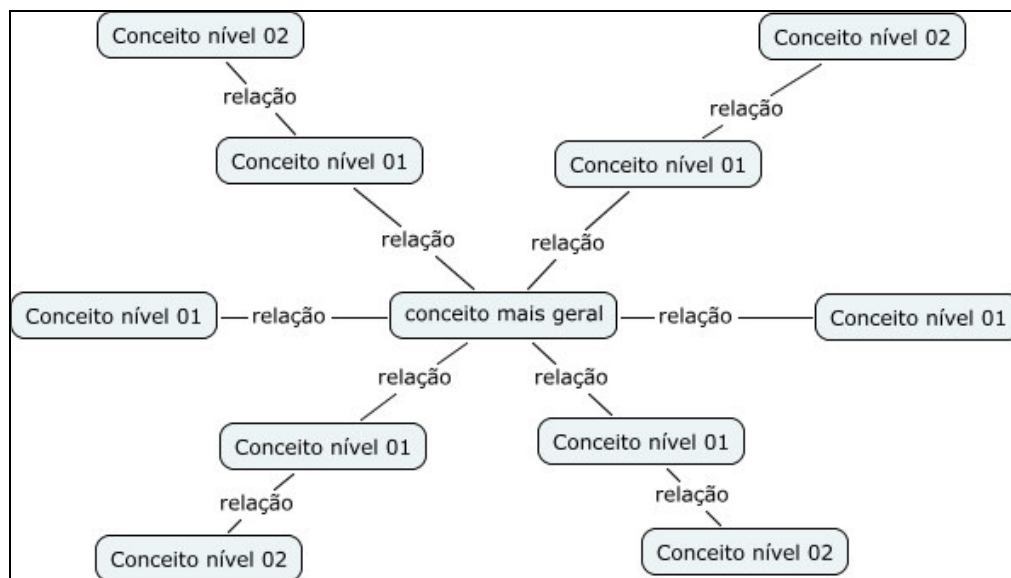 Conceito nível 02
Conceito nível 02
relação
relação
Conceito nível 01
Conceito nível 01
relação
relação
Conceito nível 01
relação
conceito mais geral
relação
Conceito nível 01
relação
relação
Conceito nível 01
Conceito nível 01
relação
relação
Conceito nível 02
Conceito nível 02